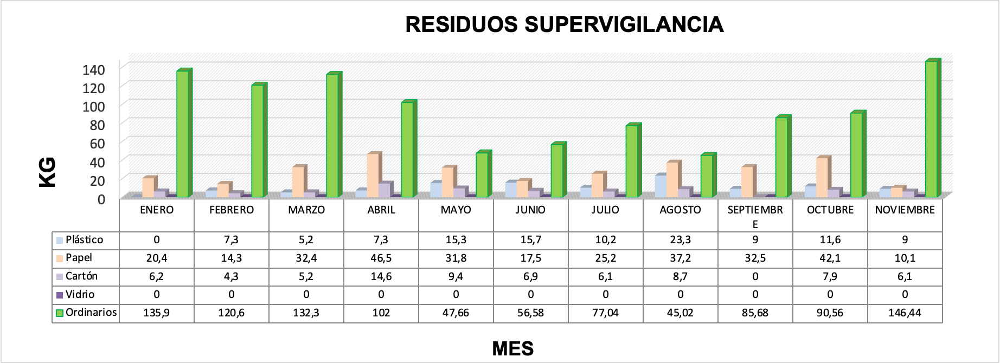 RESIDUOS SUPERVIGILANCIA
140
120
100
80
60
40
20
0
KG
ENERO FEBRERO MARZO ABRIL MAYO JUNIO JULIO AGOSTO SEPTIEMBR OCTUBRE NOVIEMBRE
E
Plástico 0 7,3 5,2 7,3 15,3 15,7 10,2 23,3 9 11,6 9
Papel 20,4 14,3 32,4 46,5 31,8 17,5 25,2 37,2 32,5 42,1 10,1
Cartón 6,2 4,3 5,2 14,6 9,4 6,9 6,1 8,7 0 7,9 6,1
Vidrio 0 0 0 0 0 0 0 0 0 0 0
Ordinarios 135,9 120,6 132,3 102 47,66 56,58 77,04 45,02 85,68 90,56 146,44
MES